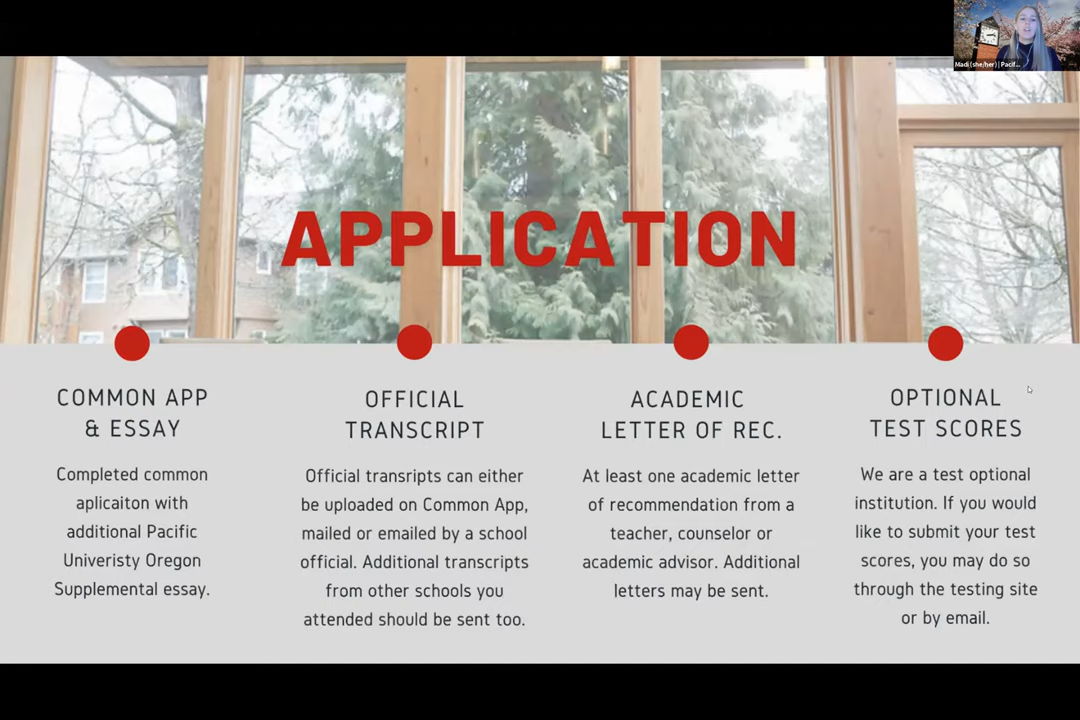 Madi (she/her) | Pacif...
APPLICATION
COMMON APP
& ESSAY
Completed common
aplicaiton with
additional Pacific
Univeristy Oregon
Supplemental essay.
OFFICIAL
TRANSCRIPT
Official transripts can either
be uploaded on Common App,
mailed or emailed by a school
official. Additional transcripts
from other schools you
attended should be sent too.
ACADEMIC
LETTER OF REC.
At least one academic letter
of recommendation from a
teacher, counselor or
academic advisor. Additional
letters may be sent.
OPTIONAL
TEST SCORES
We are a test optional
institution. If you would
like to submit your test
scores, you may do so
through the testing site
or by email.